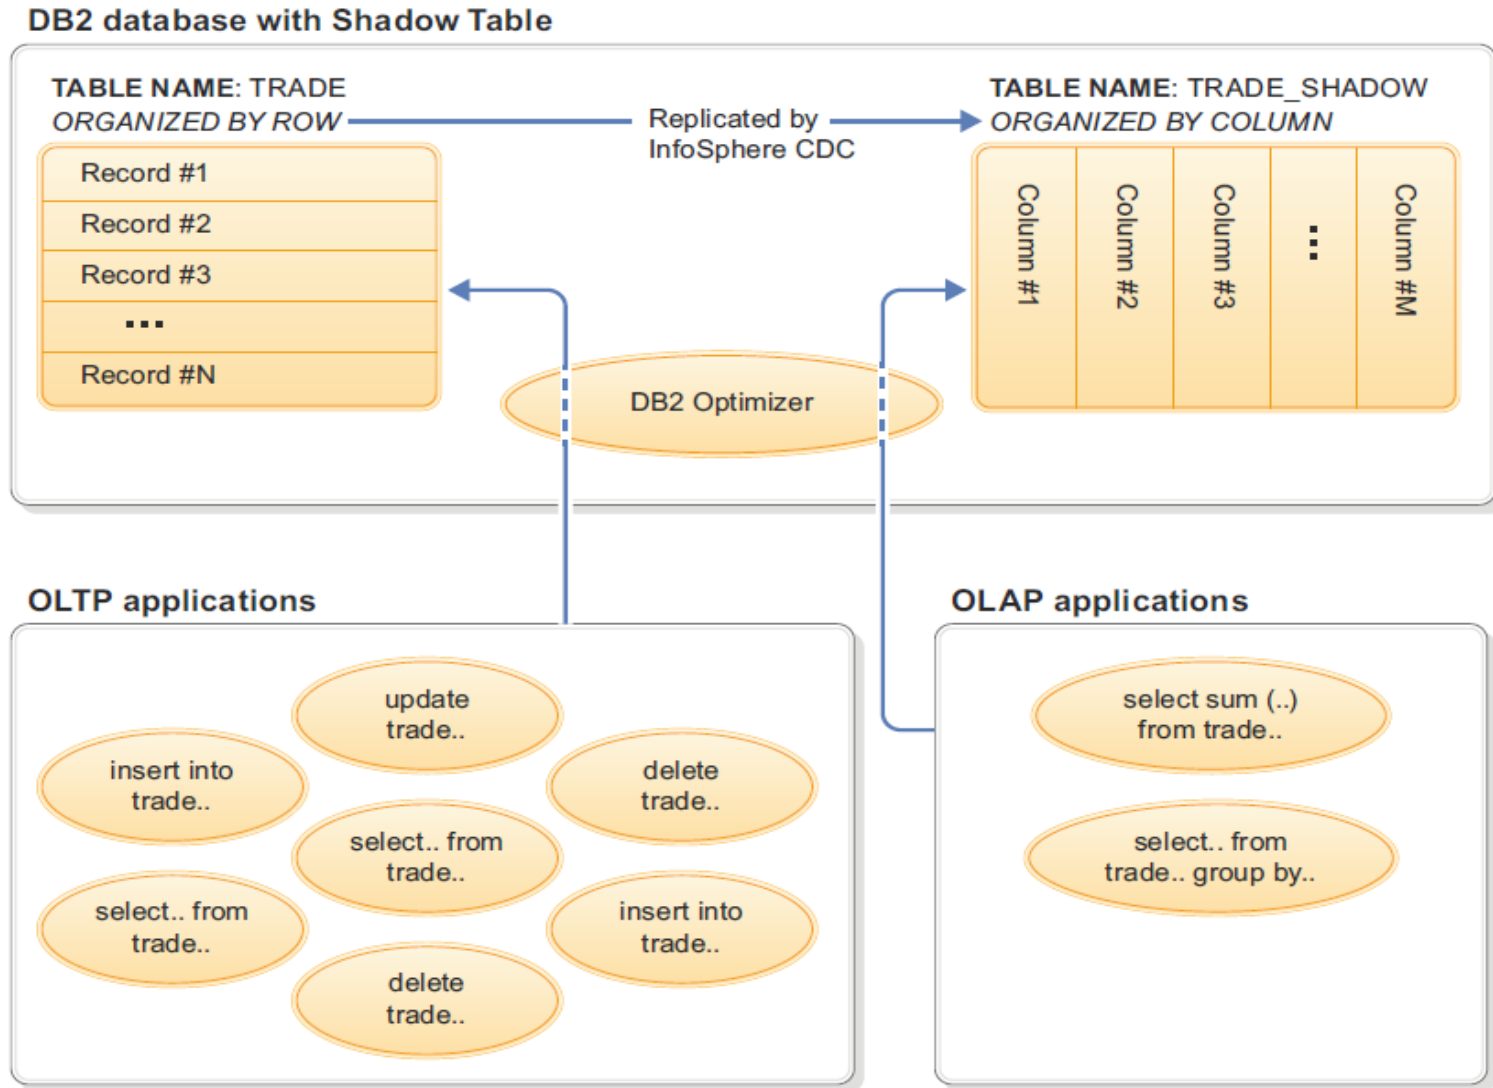 DB2 database with Shadow Table
TABLE NAME: TRADE
ORGANIZED BY ROW
Record #1
Record #2
Record #3
...
Record #N
Replicated by
InfoSphere CDC
TABLE NAME: TRADE_SHADOW
ORGANIZED BY COLUMN
Column #1
Column #2
Column #3
...
Column #M
DB2 Optimizer
OLTP applications
update
trade..
insert into
trade..
delete
trade..
select.. from
trade..
select.. from
trade..
insert into
trade..
delete
trade..
OLAP applications
select sum (..)
from trade..
select.. from
trade.. group by..